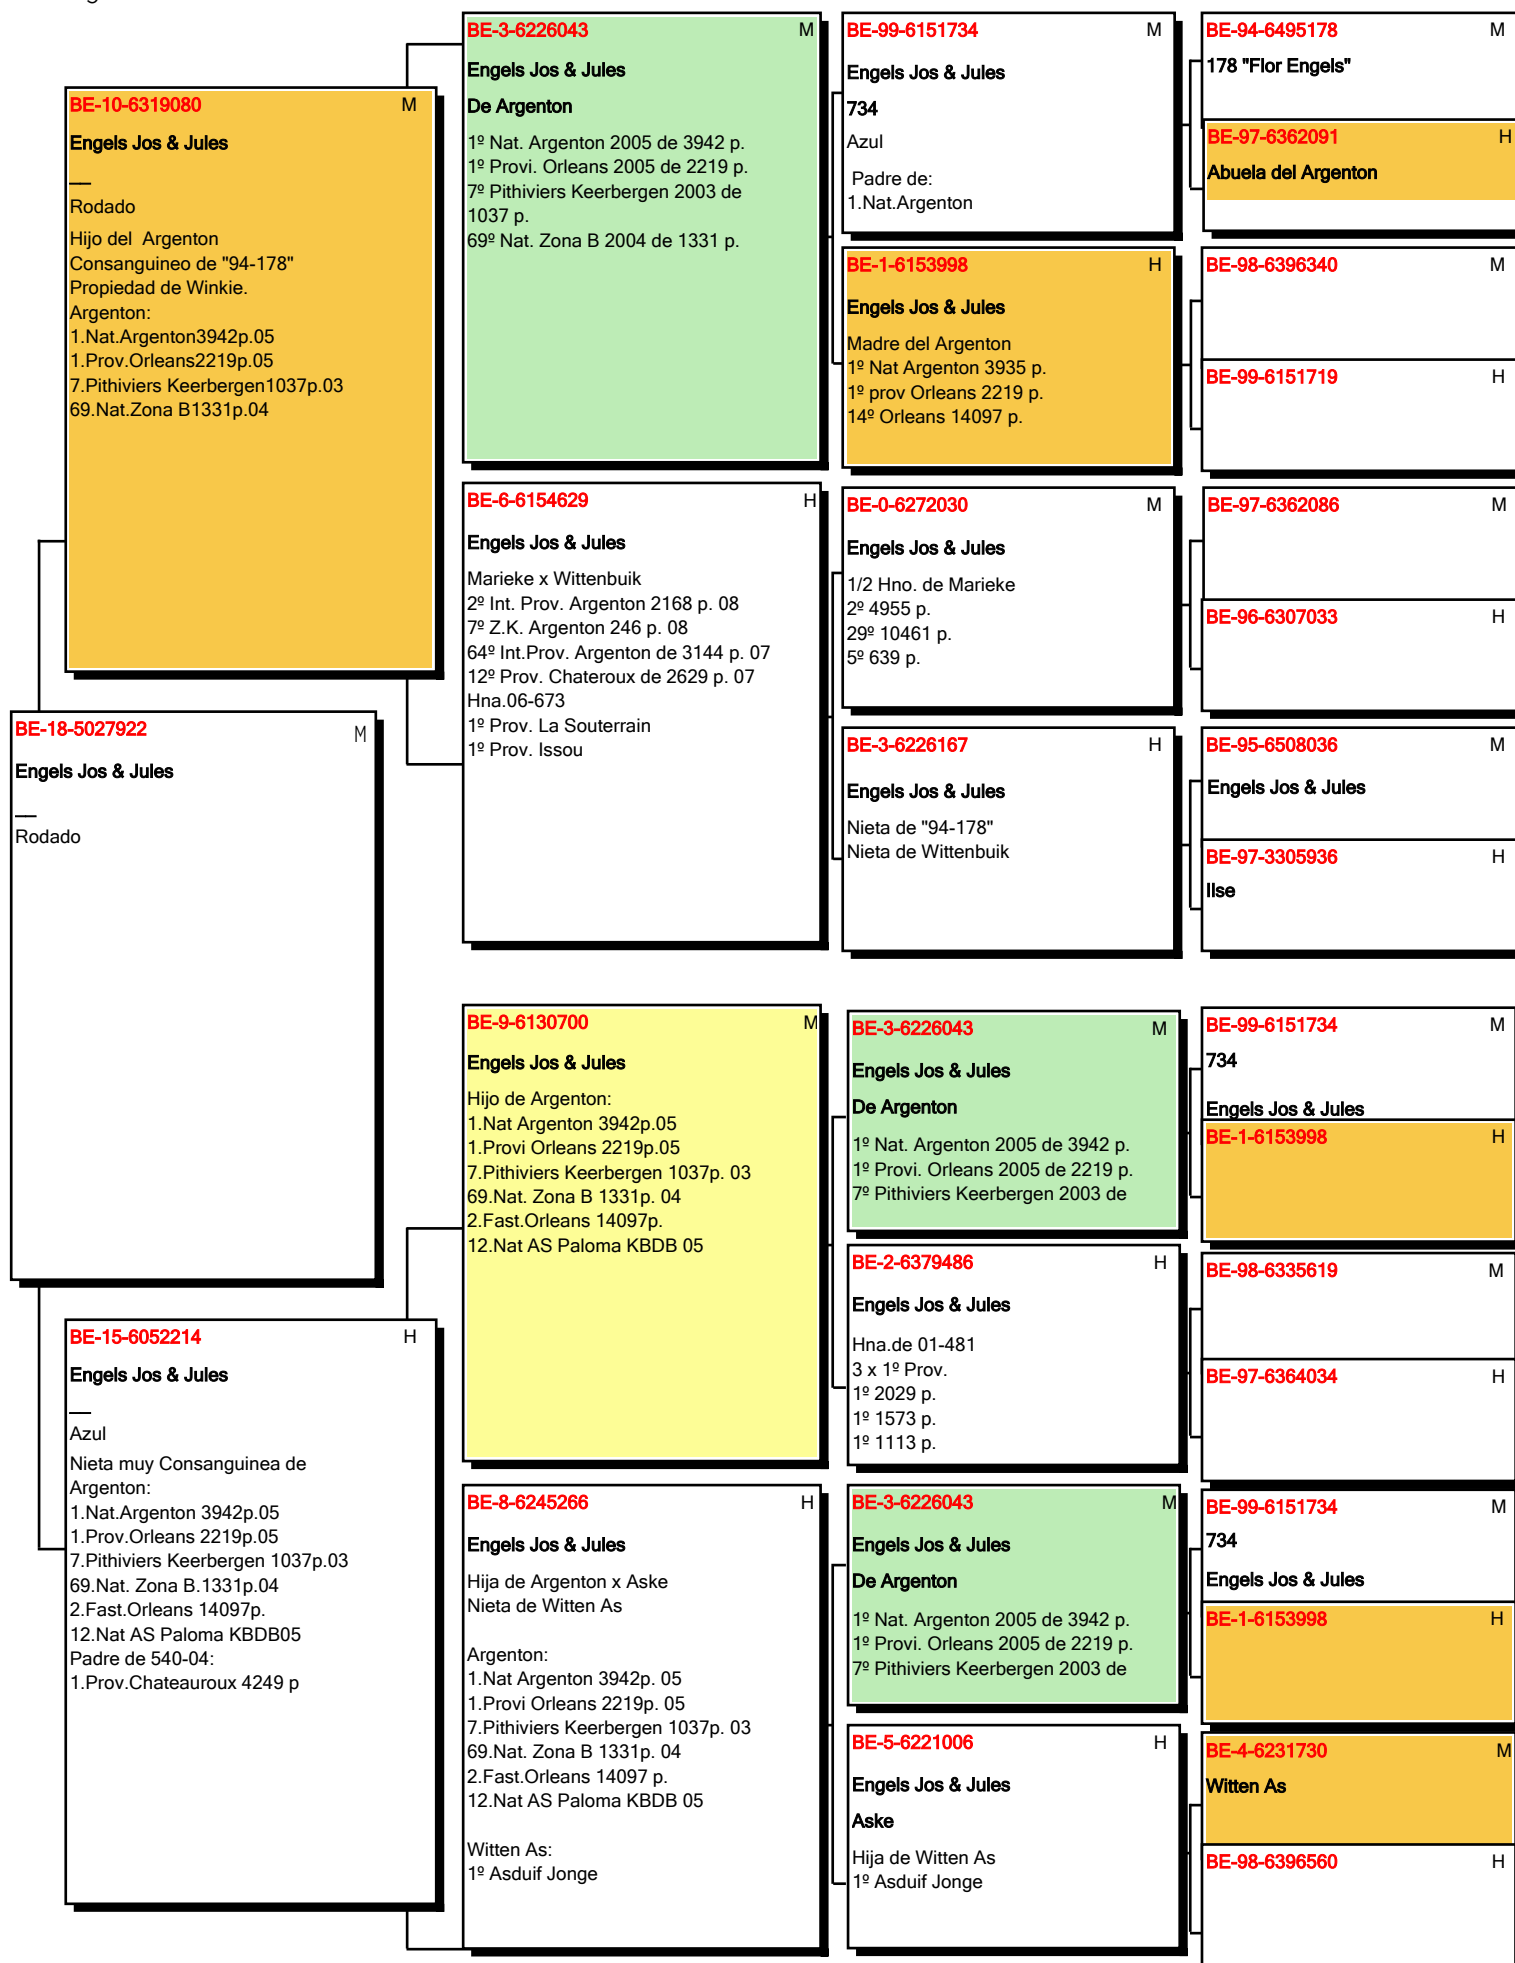 BE-18-5027922 M
Engels Jos & Jules
__
Rodado
BE-10-6319080 M
Engels Jos & Jules
__
Rodado
Hijo del Argenton
Consanguineo de "94-178"
Propiedad de Winkie.
Argenton:
1.Nat.Argenton3942p.05
1.Prov.Orleans2219p.05
7.Pithiviers Keerbergen1037p.03
69.Nat.Zona B1331p.04
BE-15-6052214 H
Engels Jos & Jules
__
Azul
Nieta muy Consanguinea de
Argenton:
1.Nat.Argenton 3942p.05
1.Prov.Orleans 2219p.05
7.Pithiviers Keerbergen 1037p.03
69.Nat. Zona B.1331p.04
2.Fast.Orleans 14097p.
12.Nat AS Paloma KBDB05
Padre de 540-04:
1.Prov.Chateauroux 4249 p
BE-3-6226043 M
Engels Jos & Jules
De Argenton
1º Nat. Argenton 2005 de 3942 p.
1º Provi. Orleans 2005 de 2219 p.
7º Pithiviers Keerbergen 2003 de
1037 p.
69º Nat. Zona B 2004 de 1331 p.
BE-6-6154629 H
Engels Jos & Jules
Marieke x Wittenbuik
2º Int. Prov. Argenton 2168 p. 08
7º Z.K. Argenton 246 p. 08
64º Int.Prov. Argenton de 3144 p. 07
12º Prov. Chateroux de 2629 p. 07
Hna.06-673
1º Prov. La Souterrain
1º Prov. Issou
BE-9-6130700 M
Engels Jos & Jules
Hijo de Argenton:
1.Nat Argenton 3942p.05
1.Provi Orleans 2219p.05
7.Pithiviers Keerbergen 1037p. 03
69.Nat. Zona B 1331p. 04
2.Fast.Orleans 14097p.
12.Nat AS Paloma KBDB 05
BE-8-6245266 H
Engels Jos & Jules
Hija de Argenton x Aske
Nieta de Witten As
Argenton:
1.Nat Argenton 3942p. 05
1.Provi Orleans 2219p. 05
7.Pithiviers Keerbergen 1037p. 03
69.Nat. Zona B 1331p. 04
2.Fast.Orleans 14097 p.
12.Nat AS Paloma KBDB 05
Witten As:
1º Asduif Jonge
BE-99-6151734 M
Engels Jos & Jules
734
Azul
Padre de:
1.Nat.Argenton
BE-1-6153998 H
Engels Jos & Jules
Madre del Argenton
1º Nat Argenton 3935 p.
1º prov Orleans 2219 p.
14º Orleans 14097 p.
BE-0-6272030 M
Engels Jos & Jules
1/2 Hno. de Marieke
2º 4955 p.
29º 10461 p.
5º 639 p.
BE-3-6226167 H
Engels Jos & Jules
Nieta de "94-178"
Nieta de Wittenbuik
BE-3-6226043 M
Engels Jos & Jules
De Argenton
1º Nat. Argenton 2005 de 3942 p.
1º Provi. Orleans 2005 de 2219 p.
7º Pithiviers Keerbergen 2003 de
BE-2-6379486 H
Engels Jos & Jules
Hna.de 01-481
3 x 1º Prov.
1º 2029 p.
1º 1573 p.
1º 1113 p.
BE-3-6226043 M
Engels Jos & Jules
De Argenton
1º Nat. Argenton 2005 de 3942 p.
1º Provi. Orleans 2005 de 2219 p.
7º Pithiviers Keerbergen 2003 de
BE-5-6221006 H
Engels Jos & Jules
Aske
Hija de Witten As
1º Asduif Jonge
BE-94-6495178 M
178 "Flor Engels"
BE-97-6362091 H
Abuela del Argenton
BE-98-6396340 M
BE-99-6151719 H
BE-97-6362086 M
BE-96-6307033 H
BE-95-6508036 M
Engels Jos & Jules
BE-97-3305936 H
Ilse
BE-99-6151734 M
734
Engels Jos & Jules
BE-1-6153998 H
BE-98-6335619 M
BE-97-6364034 H
BE-99-6151734 M
734
Engels Jos & Jules
BE-1-6153998 H
BE-4-6231730 M
Witten As
BE-98-6396560 H